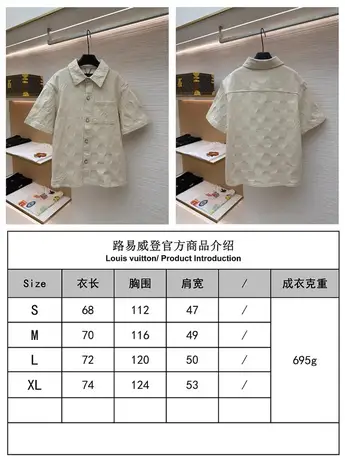 路易威登官方商品介绍
Louis vuitton/ Product Introduction
Size 衣长 胸围 肩宽 / 成衣克重
S 68 112 47 /
M 70 116 49 /
L 72 120 50 / 695g
XL 74 124 53 /